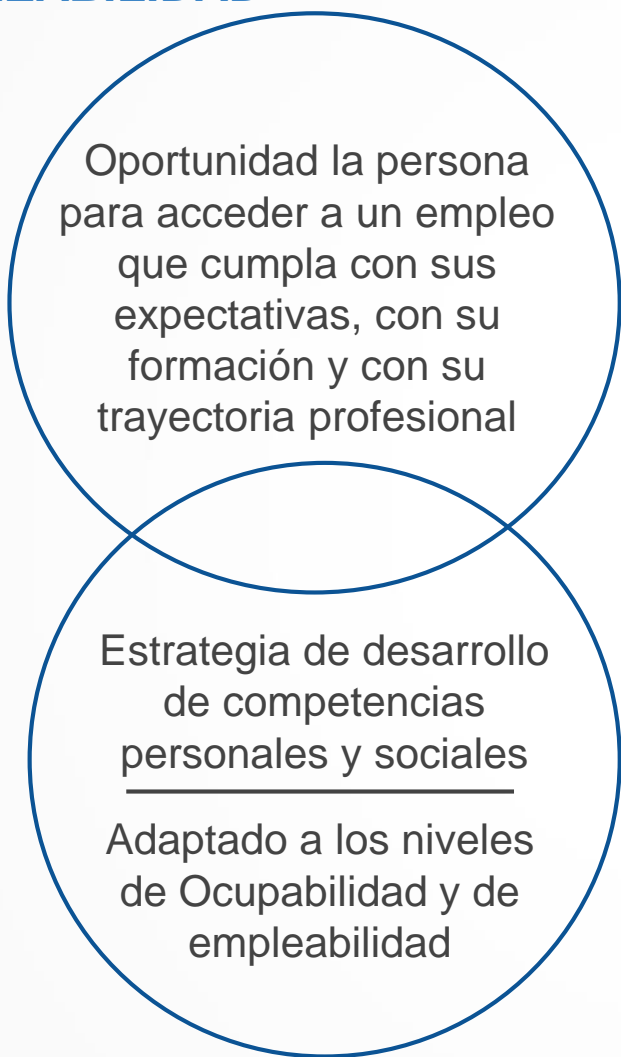 Oportunidad la persona
para acceder a un empleo
que cumpla con sus
expectativas, con su
formación y con su
trayectoria profesional
Estrategia de desarrollo
de competencias
personales y sociales
Adaptado a los niveles
de Ocupabilidad y de
empleabilidad